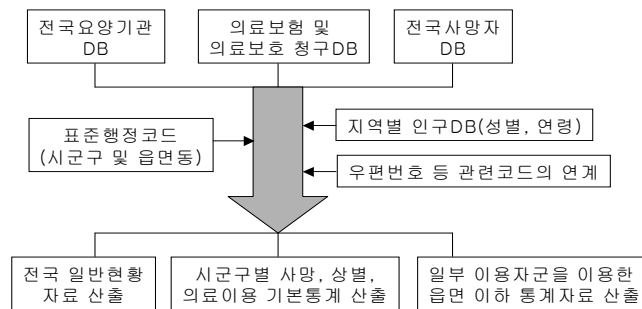 전국요양기관
DB
의료보험 및
의료보호 청구DB
전국사망자
DB
표준행정코드
(시군구 및 읍면동)
지역별 인구DB(성별, 연령)
우편번호 등 관련코드의 연계
전국 일반현황
자료 산출
시군구별 사망, 상별,
의료이용 기본통계 산출
일부 이용자군을 이용한
읍면 이하 통계자료 산출